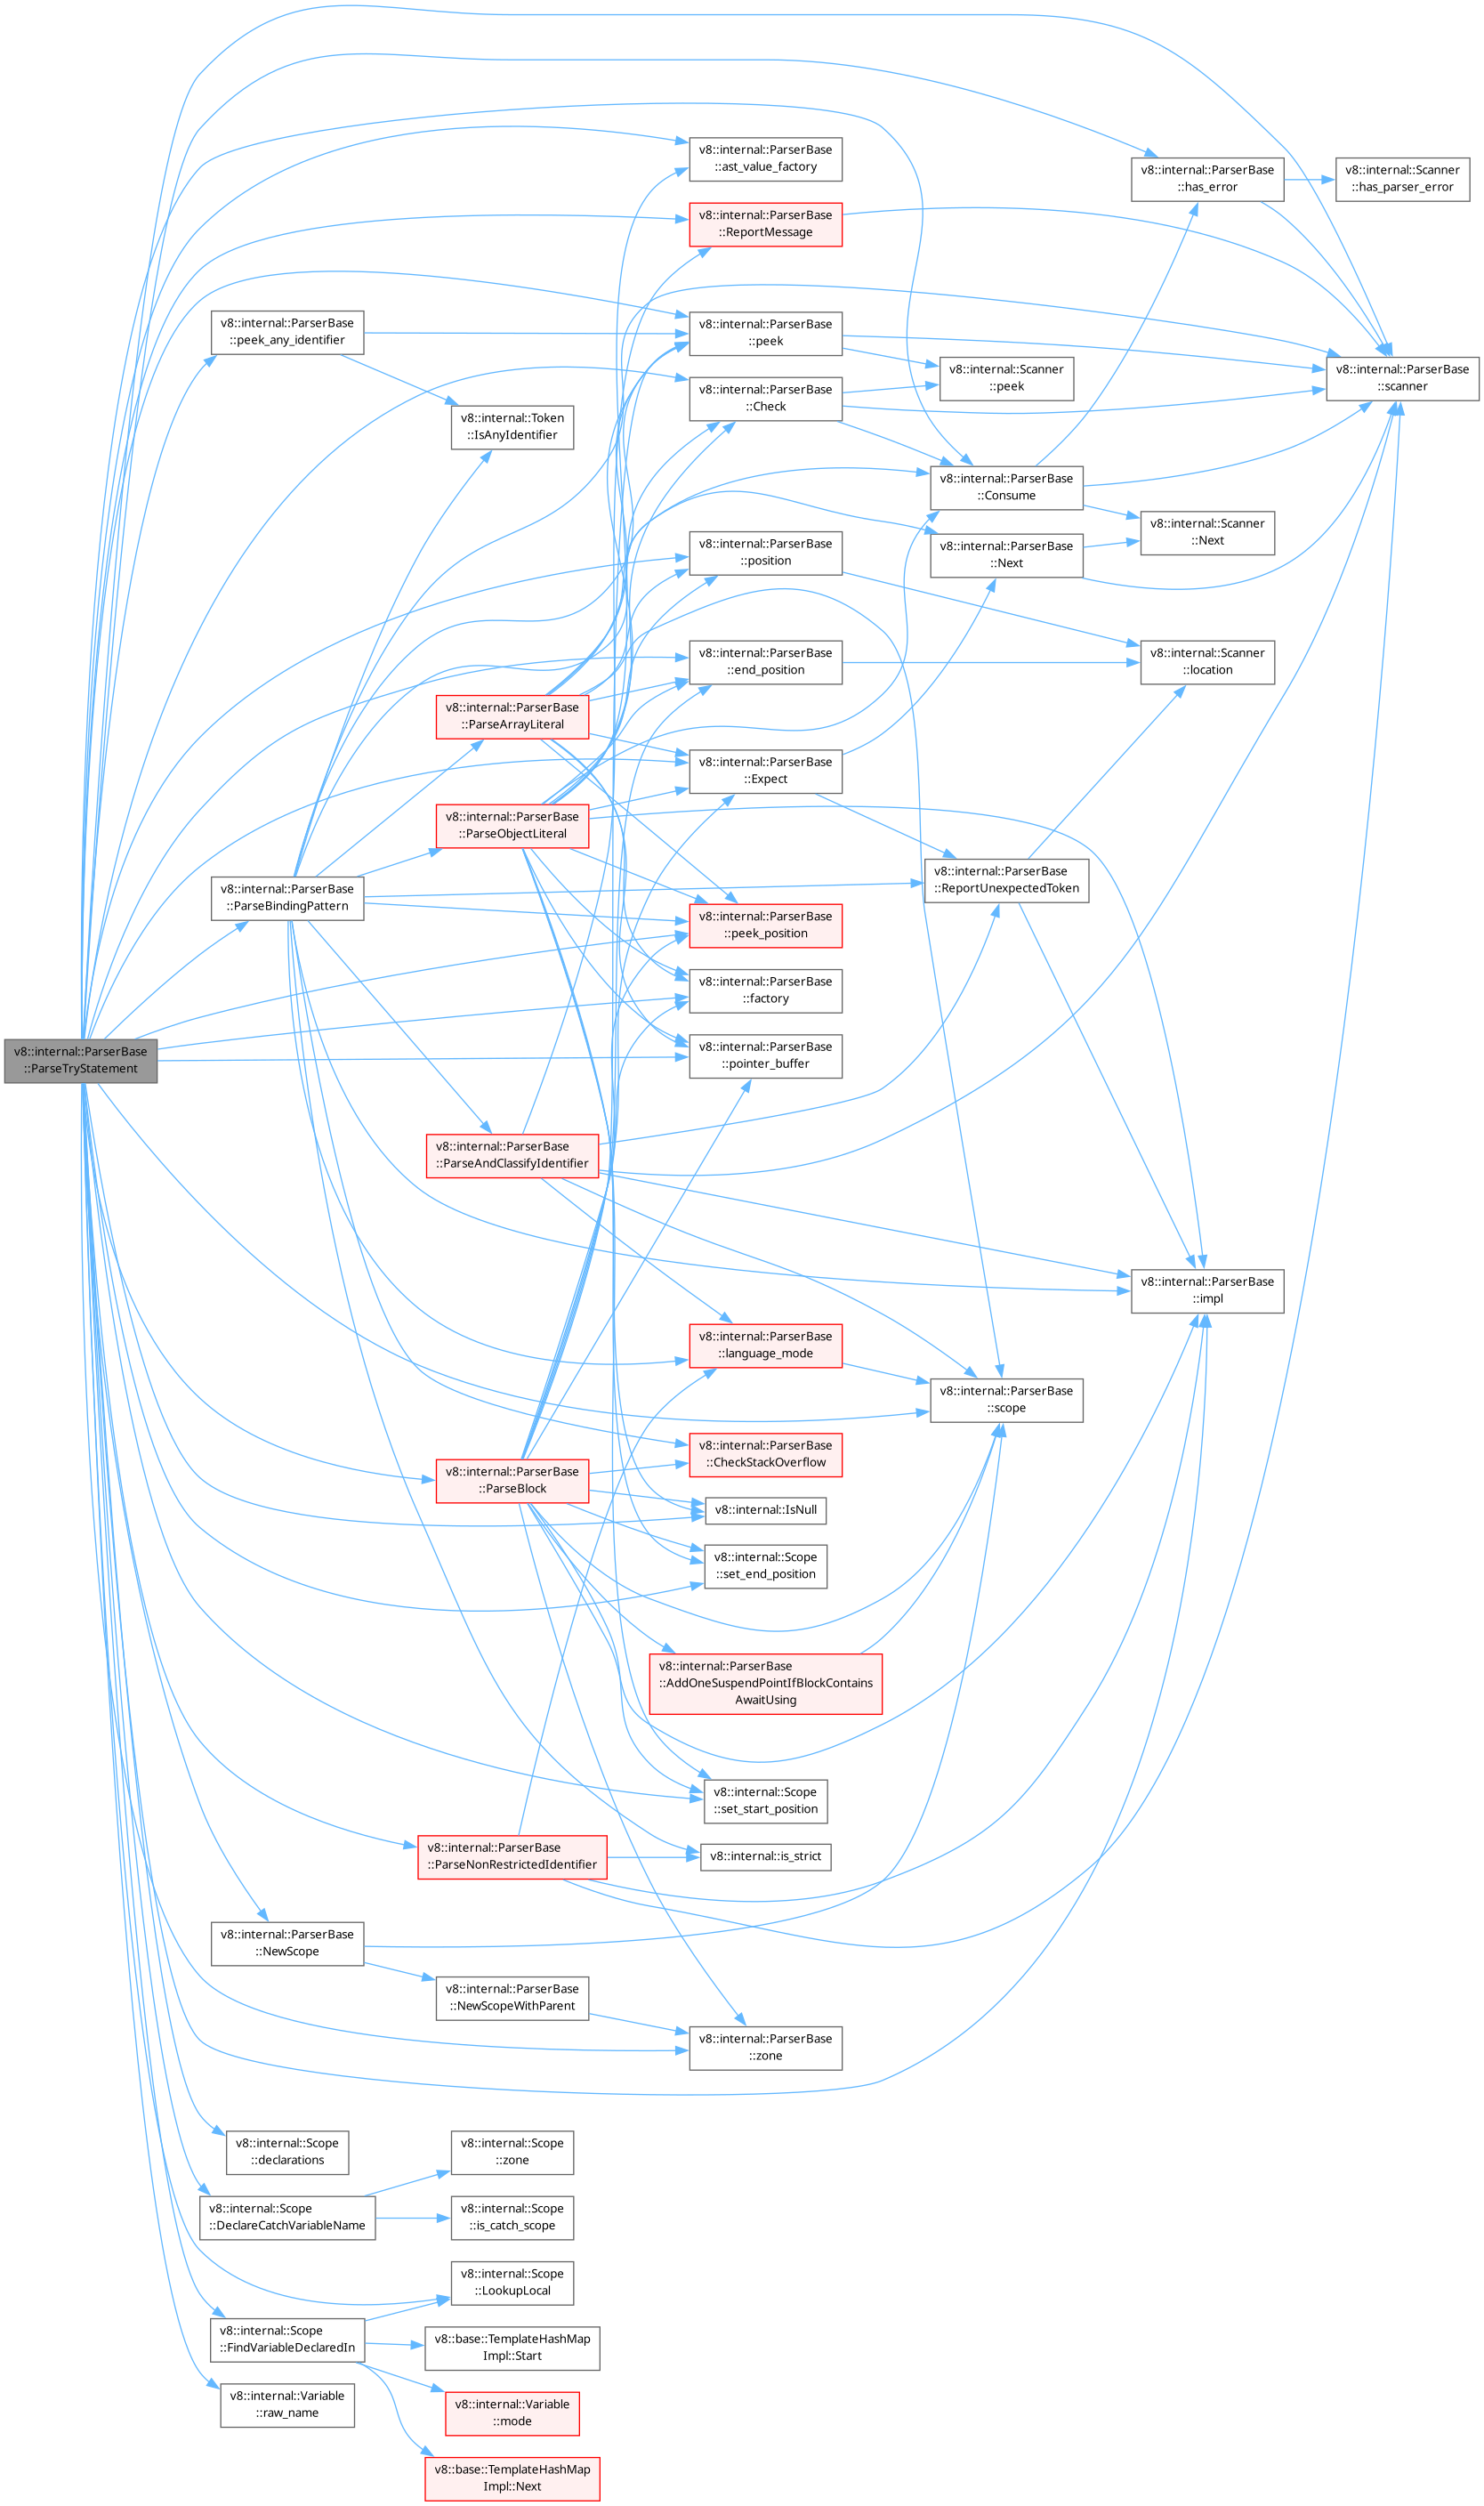 v8::internal::ParserBase
::ast_value_factory
v8::internal::ParserBase
::has_error
v8::internal::Scanner
::has_parser_error
v8::internal::ParserBase
::ReportMessage
v8::internal::ParserBase
::peek_any_identifier
v8::internal::ParserBase
::peek
v8::internal::Scanner
::peek
v8::internal::ParserBase
::scanner
v8::internal::Token
::IsAnyIdentifier
v8::internal::ParserBase
::Check
v8::internal::ParserBase
::Consume
v8::internal::Scanner
::Next
v8::internal::ParserBase
::position
v8::internal::ParserBase
::Next
v8::internal::ParserBase
::end_position
v8::internal::Scanner
::location
v8::internal::ParserBase
::ParseArrayLiteral
v8::internal::ParserBase
::Expect
v8::internal::ParserBase
::ParseObjectLiteral
v8::internal::ParserBase
::ParseBindingPattern
v8::internal::ParserBase
::ReportUnexpectedToken
v8::internal::ParserBase
::peek_position
v8::internal::ParserBase
::factory
v8::internal::ParserBase
::ParseTryStatement
v8::internal::ParserBase
::pointer_buffer
v8::internal::ParserBase
::ParseAndClassifyIdentifier
v8::internal::ParserBase
::impl
v8::internal::ParserBase
::language_mode
v8::internal::ParserBase
::scope
v8::internal::ParserBase
::CheckStackOverflow
v8::internal::ParserBase
::ParseBlock
v8::internal::IsNull
v8::internal::Scope
::set_end_position
v8::internal::ParserBase
::AddOneSuspendPointIfBlockContains
AwaitUsing
v8::internal::Scope
::set_start_position
v8::internal::ParserBase
::ParseNonRestrictedIdentifier
v8::internal::is_strict
v8::internal::ParserBase
::NewScope
v8::internal::ParserBase
::NewScopeWithParent
v8::internal::ParserBase
::zone
v8::internal::Scope
::declarations
v8::internal::Scope
::zone
v8::internal::Scope
::DeclareCatchVariableName
v8::internal::Scope
::is_catch_scope
v8::internal::Scope
::LookupLocal
v8::internal::Scope
::FindVariableDeclaredIn
v8::base::TemplateHashMap
Impl::Start
v8::internal::Variable
::raw_name
v8::internal::Variable
::mode
v8::base::TemplateHashMap
Impl::Next